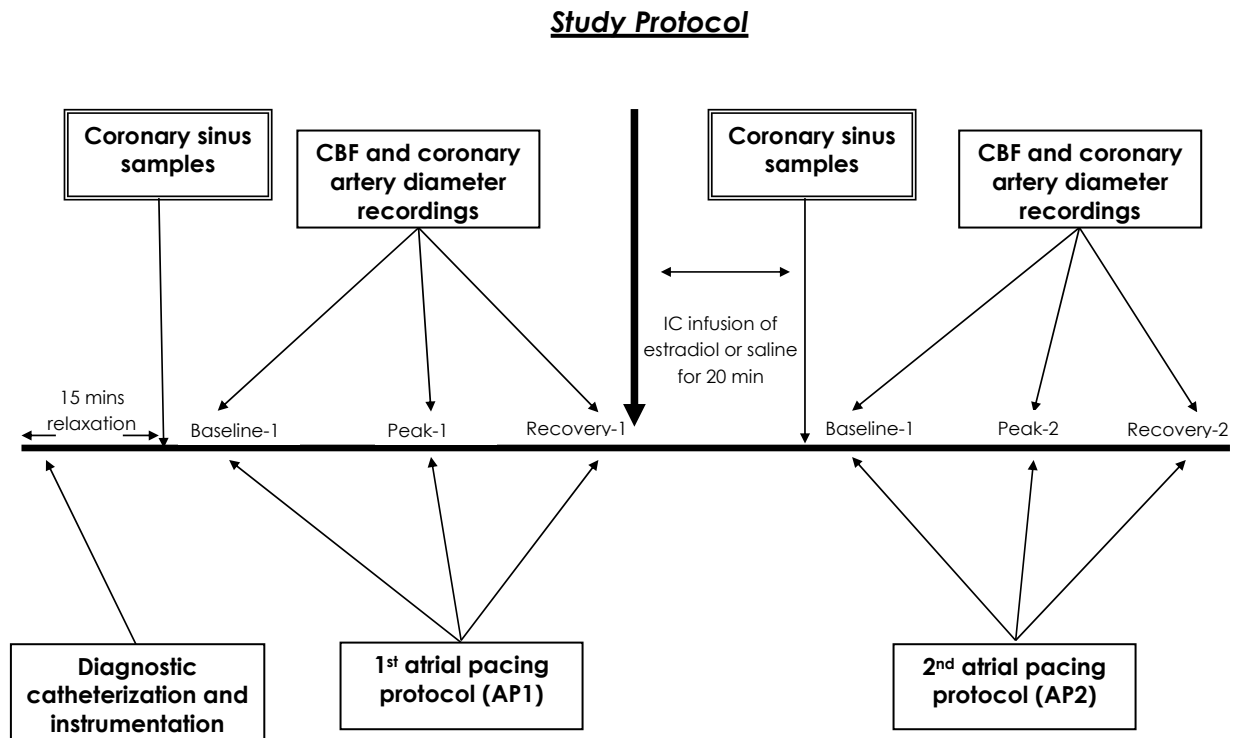 Study Protocol
Coronary sinus
samples
CBF and coronary
artery diameter
recordings
Coronary sinus
samples
CBF and coronary
artery diameter
recordings
IC infusion of
estradiol or saline
for 20 min
15 mins
relaxation
Baseline-1
Peak-1
Recovery-1
Baseline-1
Peak-2
Recovery-2
Diagnostic
catheterization and
instrumentation
1st atrial pacing
protocol (AP1)
2nd atrial pacing
protocol (AP2)